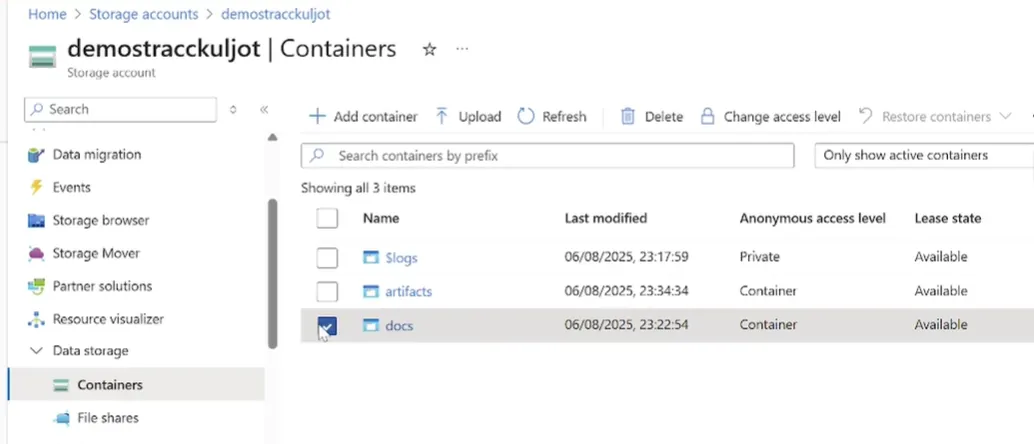 Home > Storage accounts > demostracckuljot
demostracckuljot | Containers ☆ ...
Storage account
Search
Data migration
Events
Storage browser
Storage Mover
Partner solutions
Resource visualizer
Data storage
Containers
File shares
+ Add container Upload Refresh Delete Change access level Restore containers
Search containers by prefix Only show active containers
Showing all 3 items
Name Last modified Anonymous access level Lease state
$logs 06/08/2025, 23:17:59 Private Available
artifacts 06/08/2025, 23:34:34 Container Available
docs 06/08/2025, 23:22:54 Container Available